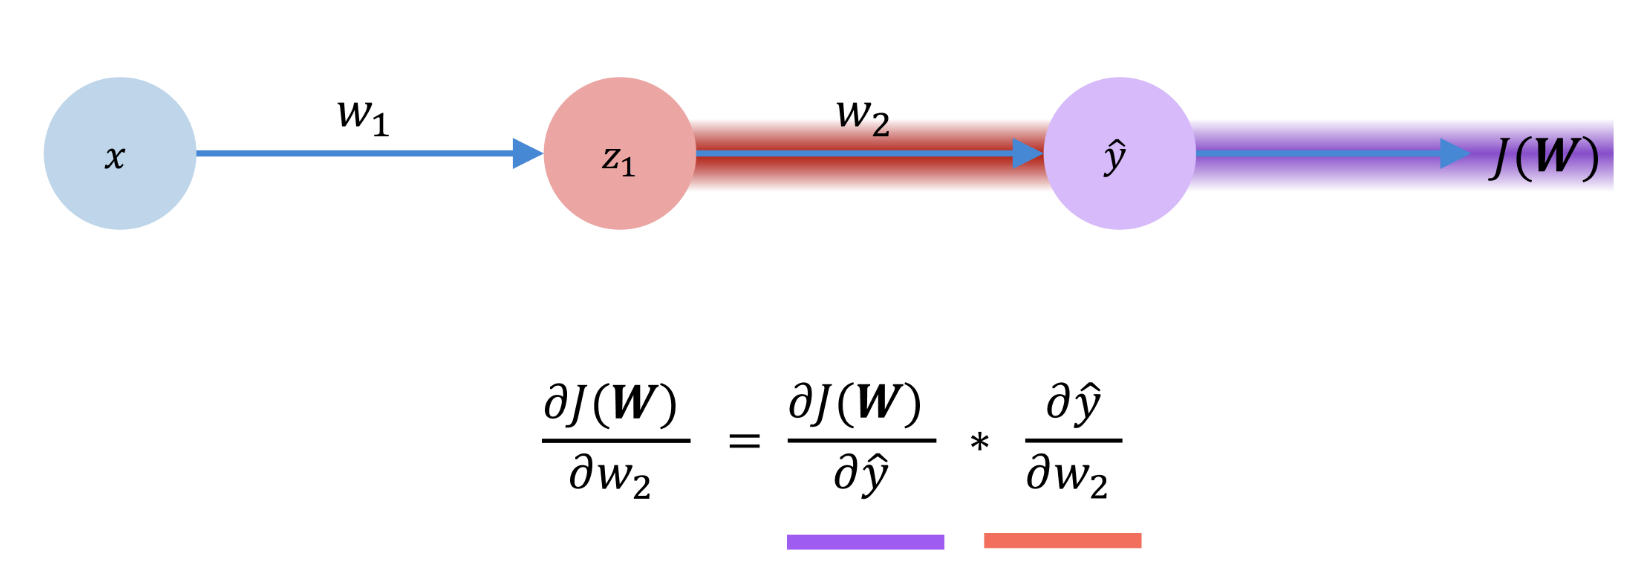 w₁ w₂
x z₁ ŷ J(𝑾)
∂J(𝑾) / ∂w₂ = ∂J(𝑾) / ∂ŷ * ∂ŷ / ∂w₂